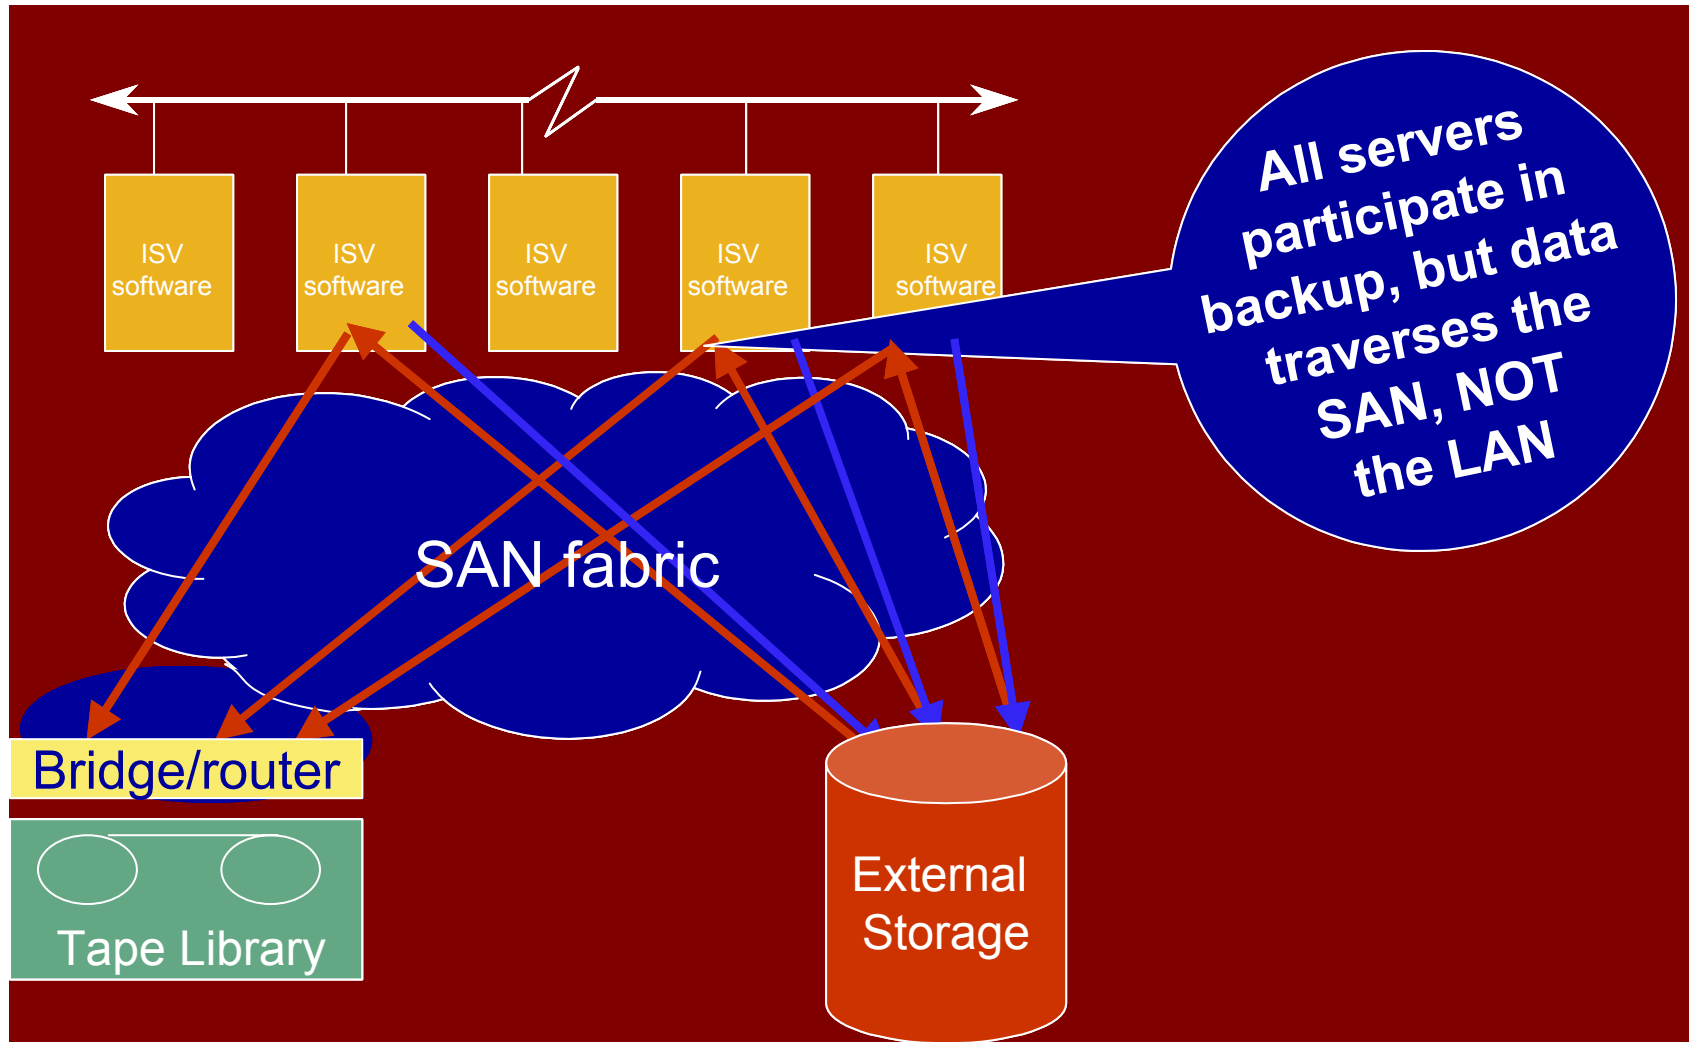 ISV
software
ISV
software
ISV
software
ISV
software
ISV
software
All servers
participate in
backup, but data
traverses the
SAN, NOT
the LAN
SAN fabric
Bridge/router
Tape Library
External
Storage